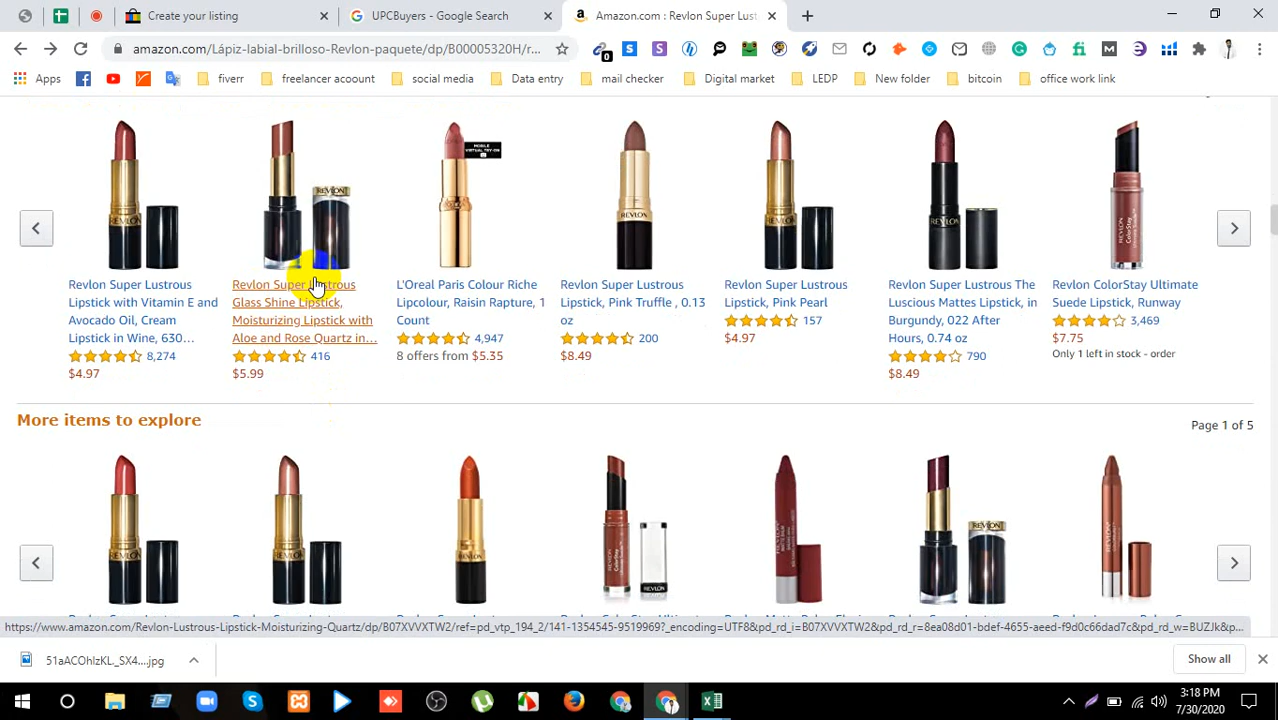 Create your listing
UPCBuyers - Google Search
Amazon.com : Revlon Super Lust
amazon.com/Lápiz-labial-brilloso-Revlon-paquete/dp/B00005320H/r...
0
Apps
fiverr
freelancer acoount
social media
Data entry
mail checker
Digital market
LEDP
New folder
bitcoin
office work link
MOBILE
VIRTUAL TRY-ON
REVLON
Revlon Super Lustrous
Lipstick with Vitamin E and
Avocado Oil, Cream
Lipstick in Wine, 630...
8,274
$4.97
Revlon Super Lustrous
Glass Shine Lipstick,
Moisturizing Lipstick with
Aloe and Rose Quartz in...
416
$5.99
L'Oreal Paris Colour Riche
Lipcolour, Raisin Rapture, 1
Count
4,947
8 offers from $5.35
Revlon Super Lustrous
Lipstick, Pink Truffle , 0.13
oz
200
$8.49
Revlon Super Lustrous
Lipstick, Pink Pearl
157
$4.97
Revlon Super Lustrous The
Luscious Mattes Lipstick, in
Burgundy, 022 After
Hours, 0.74 oz
790
$8.49
Revlon ColorStay Ultimate
Suede Lipstick, Runway
3,469
$7.75
Only 1 left in stock - order
More items to explore
Page 1 of 5
https://www.amazon.com/Revlon-Lustrous-Lipstick-Moisturizing-Quartz/dp/B07XVVXTW2/ref=pd_vtp_194_2/141-1354545-9519969?_encoding=UTF8&pd_rd_i=B07XVVXTW2&pd_rd_r=8ea08d01-bdef-4655-aeed-f9d0c66dad7c&pd_rd_w=BUZJk&p...
51aACOhlzKL._SX4....jpg
Show all
3:18 PM
7/30/2020